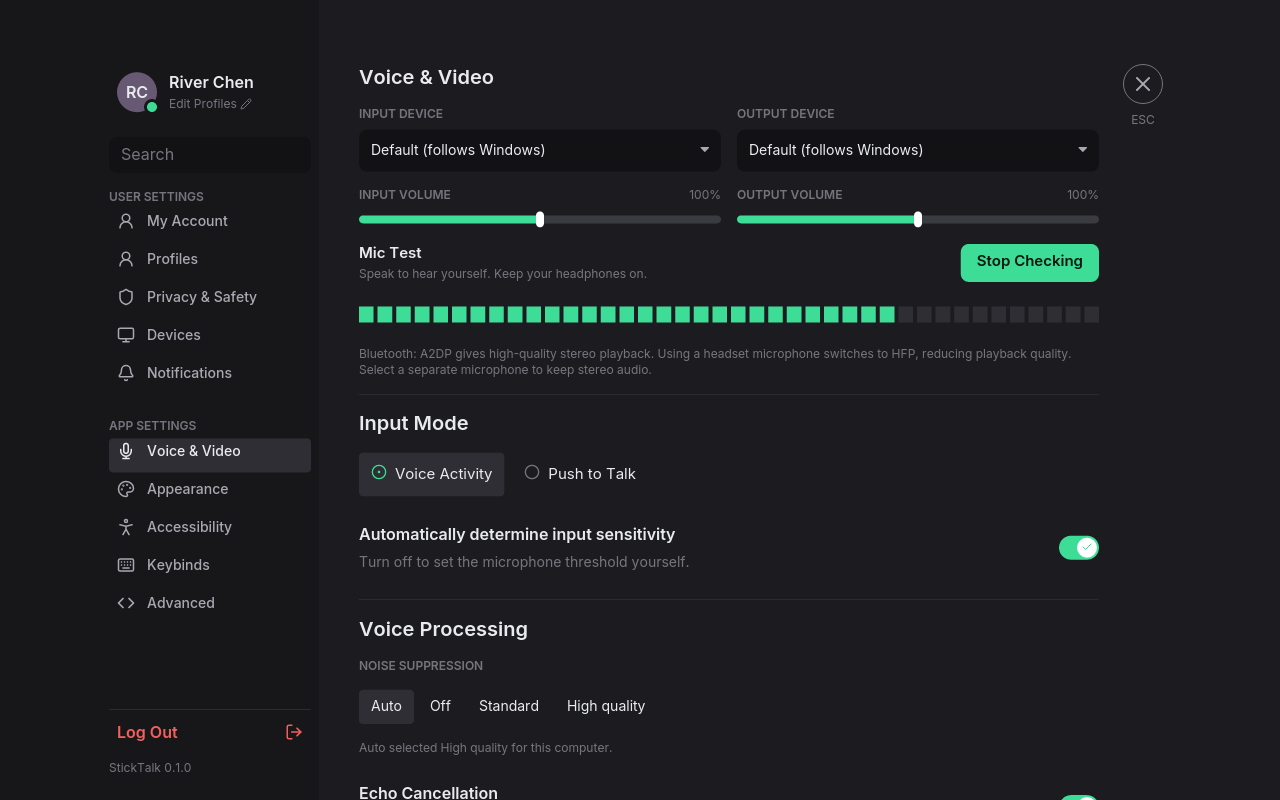 RC
River Chen
Edit Profiles
Search
USER SETTINGS
My Account
Profiles
Privacy & Safety
Devices
Notifications
APP SETTINGS
Voice & Video
Appearance
Accessibility
Keybinds
Advanced
Log Out
StickTalk 0.1.0
Voice & Video
ESC
INPUT DEVICE
OUTPUT DEVICE
Default (follows Windows)
Default (follows Windows)
INPUT VOLUME 100%
OUTPUT VOLUME 100%
Mic Test
Speak to hear yourself. Keep your headphones on.
Stop Checking
Bluetooth: A2DP gives high-quality stereo playback. Using a headset microphone switches to HFP, reducing playback quality.
Select a separate microphone to keep stereo audio.
Input Mode
Voice Activity
Push to Talk
Automatically determine input sensitivity
Turn off to set the microphone threshold yourself.
Voice Processing
NOISE SUPPRESSION
Auto Off Standard High quality
Auto selected High quality for this computer.
Echo Cancellation